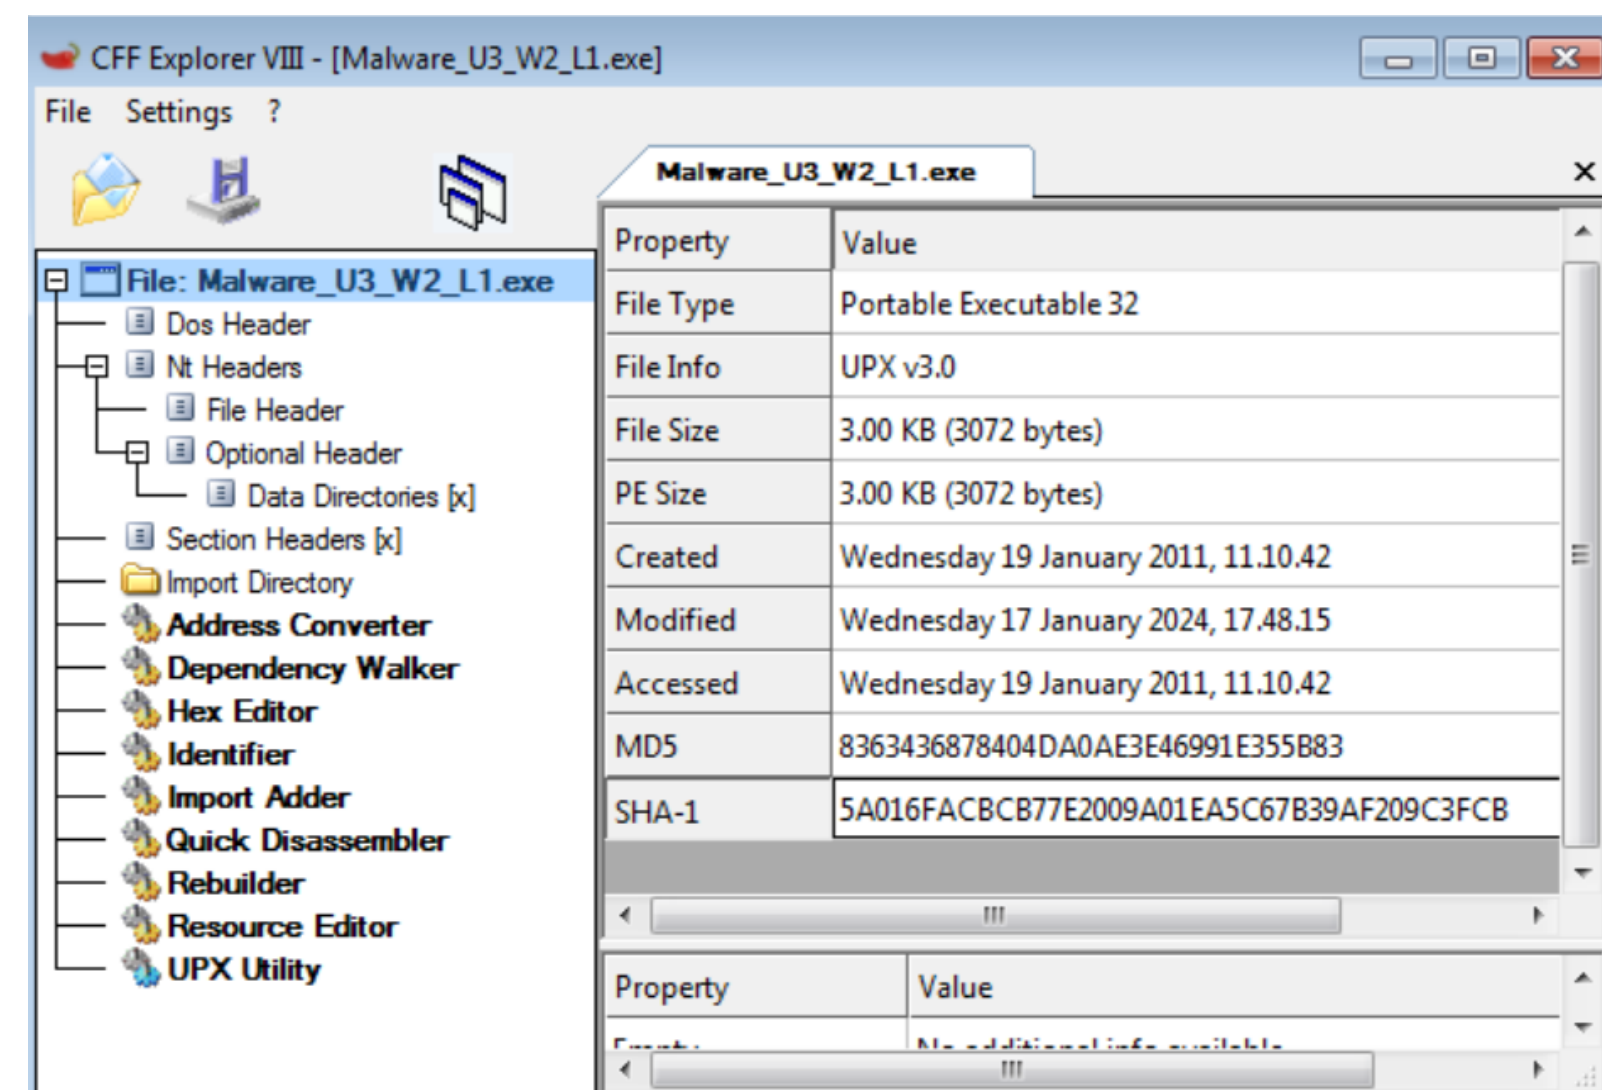 CFF Explorer VIII - [Malware_U3_W2_L1.exe]
File Settings ?
Malware_U3_W2_L1.exe
File: Malware_U3_W2_L1.exe
Dos Header
Nt Headers
File Header
Optional Header
Data Directories [x]
Section Headers [x]
Import Directory
Address Converter
Dependency Walker
Hex Editor
Identifier
Import Adder
Quick Disassembler
Rebuilder
Resource Editor
UPX Utility
Property Value
File Type Portable Executable 32
File Info UPX v3.0
File Size 3.00 KB (3072 bytes)
PE Size 3.00 KB (3072 bytes)
Created Wednesday 19 January 2011, 11.10.42
Modified Wednesday 17 January 2024, 17.48.15
Accessed Wednesday 19 January 2011, 11.10.42
MD5 8363436878404DA0AE3E46991E355B83
SHA-1 5A016FACBCB77E2009A01EA5C67B39AF209C3FCB
Property Value
Empty No additional info available